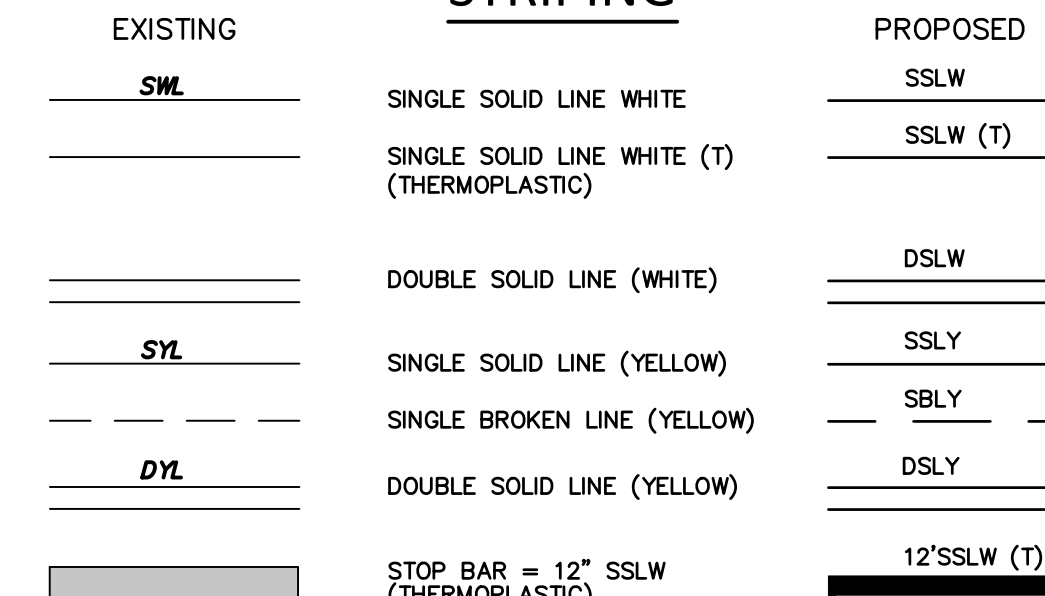 STRIPING
EXISTING
PROPOSED
SWL
SINGLE SOLID LINE WHITE
SSLW
SINGLE SOLID LINE WHITE (T)
(THERMOPLASTIC)
SSLW (T)
DOUBLE SOLID LINE (WHITE)
DSLW
SYL
SINGLE SOLID LINE (YELLOW)
SSLY
SINGLE BROKEN LINE (YELLOW)
SBLY
DYL
DOUBLE SOLID LINE (YELLOW)
DSLY
STOP BAR = 12" SSLW
(THERMOPLASTIC)
12'SSLW (T)